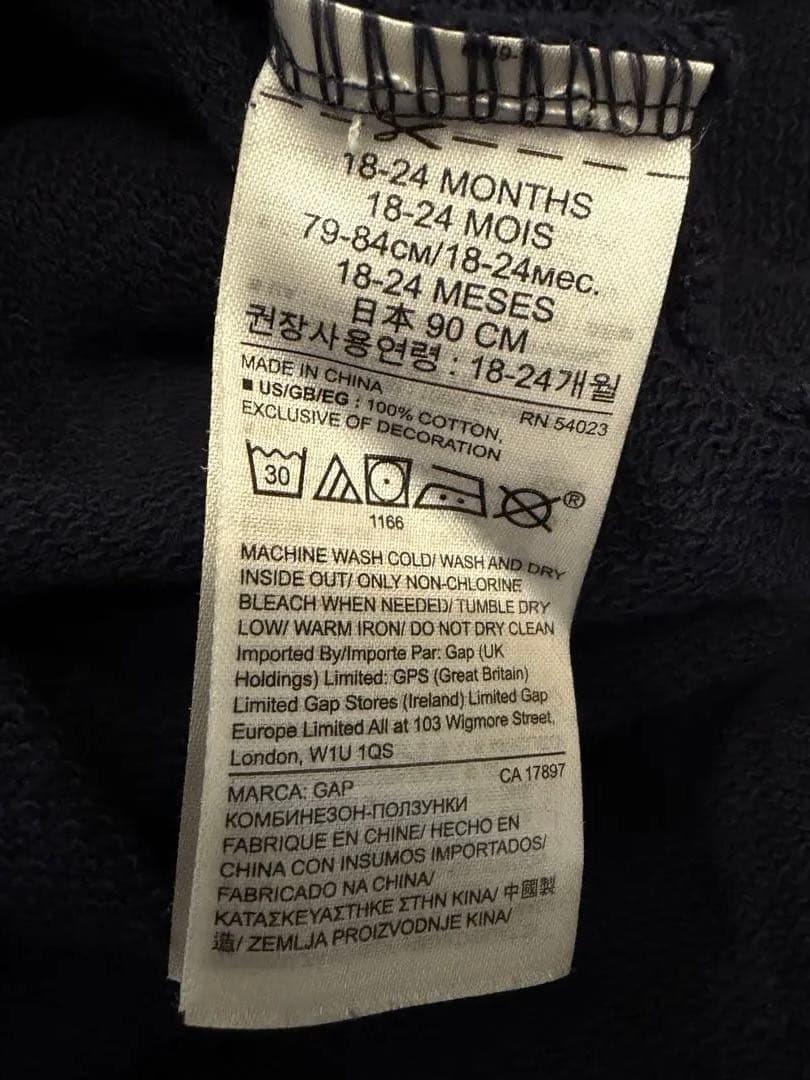 18-24 MONTHS
18-24 MOIS
79-84СМ/18-24мес.
18-24 MESES
日本 90 CM
권장사용연령 : 18-24개월
MADE IN CHINA
■ US/GB/EG : 100% COTTON,
EXCLUSIVE OF DECORATION
RN 54023
30
®
1166
MACHINE WASH COLD/ WASH AND DRY
INSIDE OUT/ ONLY NON-CHLORINE
BLEACH WHEN NEEDED/ TUMBLE DRY
LOW/ WARM IRON/ DO NOT DRY CLEAN
Imported By/Importe Par: Gap (UK
Holdings) Limited: GPS (Great Britain)
Limited Gap Stores (Ireland) Limited Gap
Europe Limited All at 103 Wigmore Street,
London, W1U 1QS
CA 17897
MARCA: GAP
КОМБИНЕЗОН-ПОЛЗУНКИ
FABRIQUE EN CHINE/ HECHO EN
CHINA CON INSUMOS IMPORTADOS/
FABRICADO NA CHINA/
ΚΑΤΑΣΚΕΥΑΣΤΗΚΕ ΣΤΗΝ ΚΙΝΑ/ 中國製
造/ ZEMLJA PROIZVODNJE KINA/